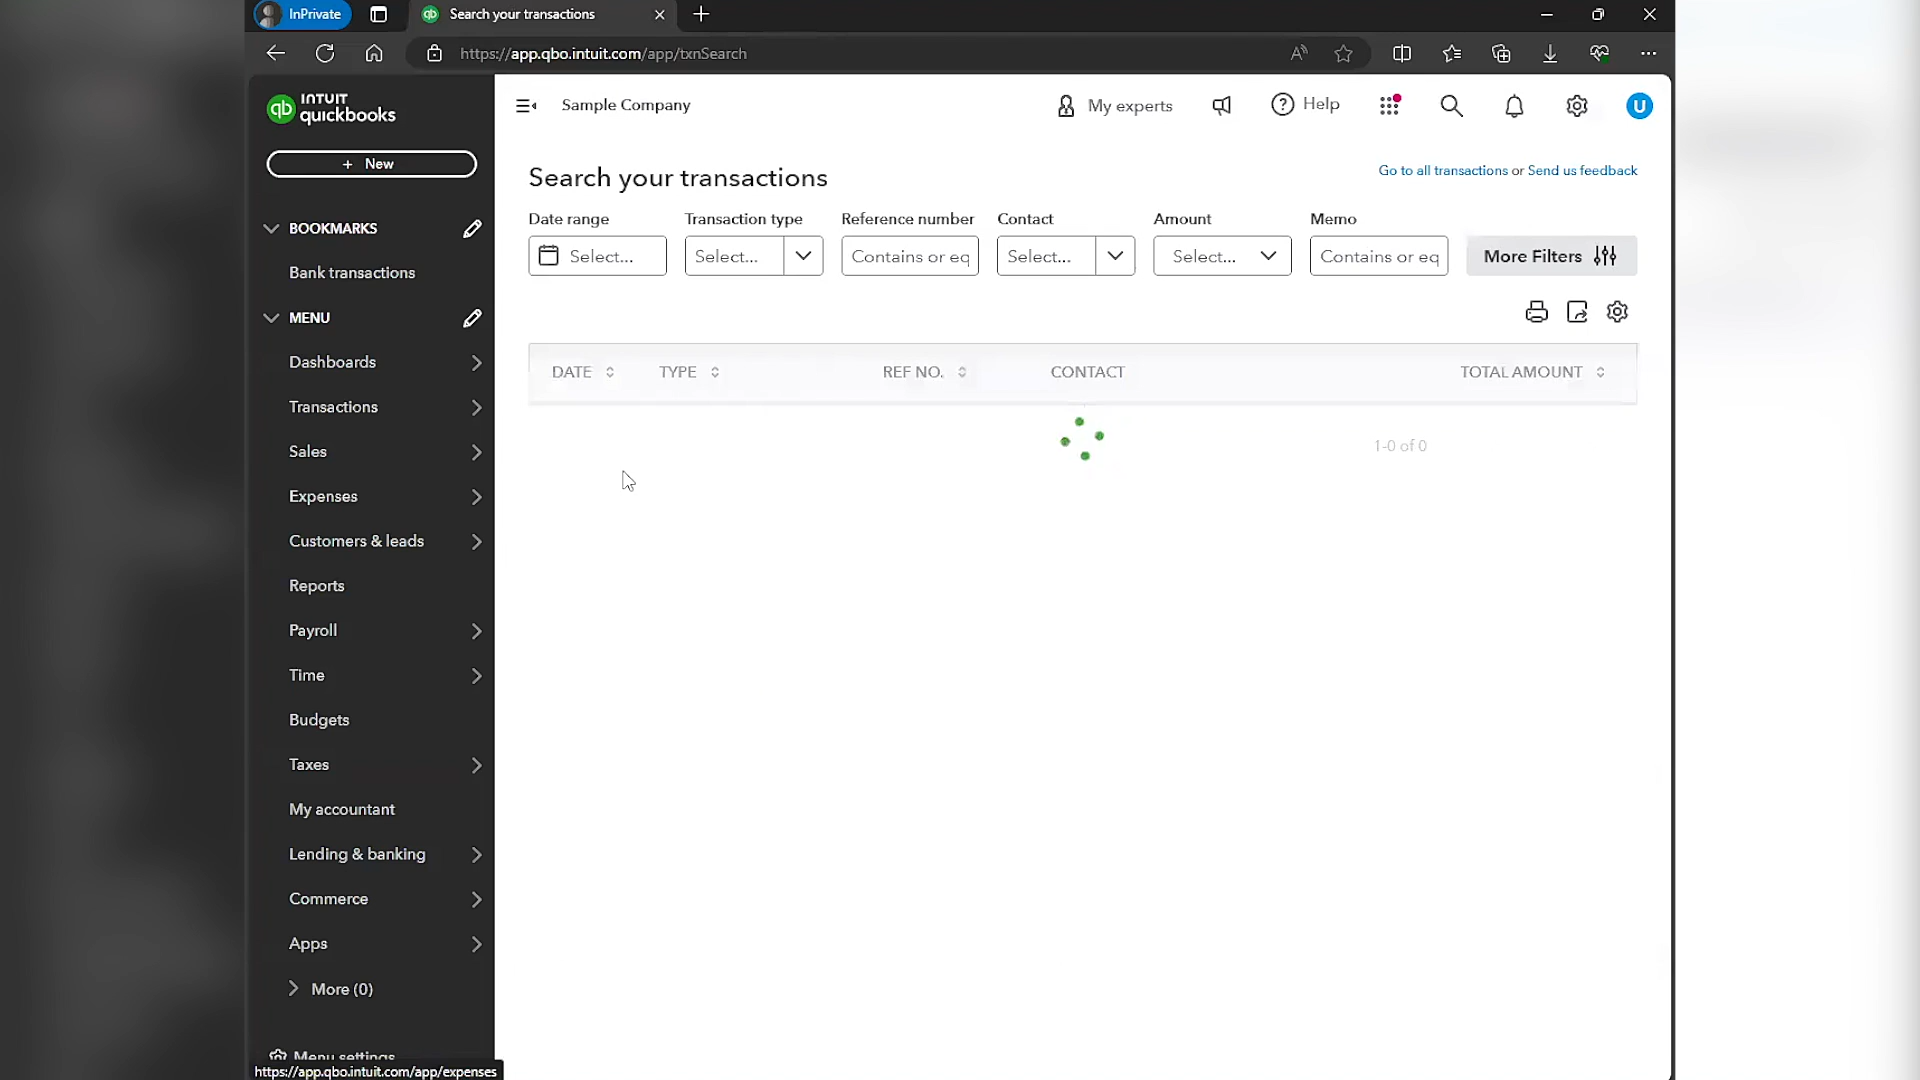 InPrivate
Search your transactions
https://app.qbo.intuit.com/app/txnSearch
INTUIT
quickbooks
qb
+ New
BOOKMARKS
Bank transactions
MENU
Dashboards
Transactions
Sales
Expenses
Customers & leads
Reports
Payroll
Time
Budgets
Taxes
My accountant
Lending & banking
Commerce
Apps
More (0)
Menu settings
https://app.qbo.intuit.com/app/expenses
Sample Company
My experts
Help
U
Search your transactions
Go to all transactions or Send us feedback
Date range Transaction type Reference number Contact Amount Memo
Select... Select... Contains or eq Select... Select... Contains or eq More Filters
DATE TYPE REF NO. CONTACT TOTAL AMOUNT
1-0 of 0